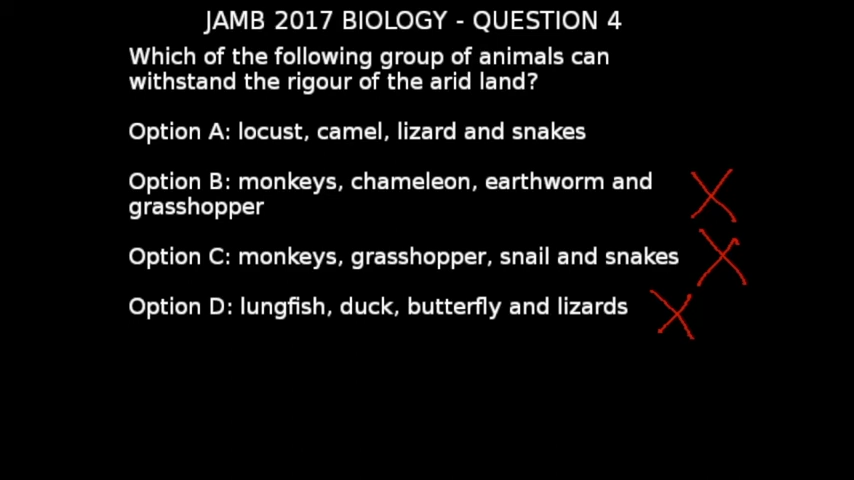 JAMB 2017 BIOLOGY - QUESTION 4
Which of the following group of animals can
withstand the rigour of the arid land?
Option A: locust, camel, lizard and snakes
Option B: monkeys, chameleon, earthworm and
grasshopper
Option C: monkeys, grasshopper, snail and snakes
Option D: lungfish, duck, butterfly and lizards